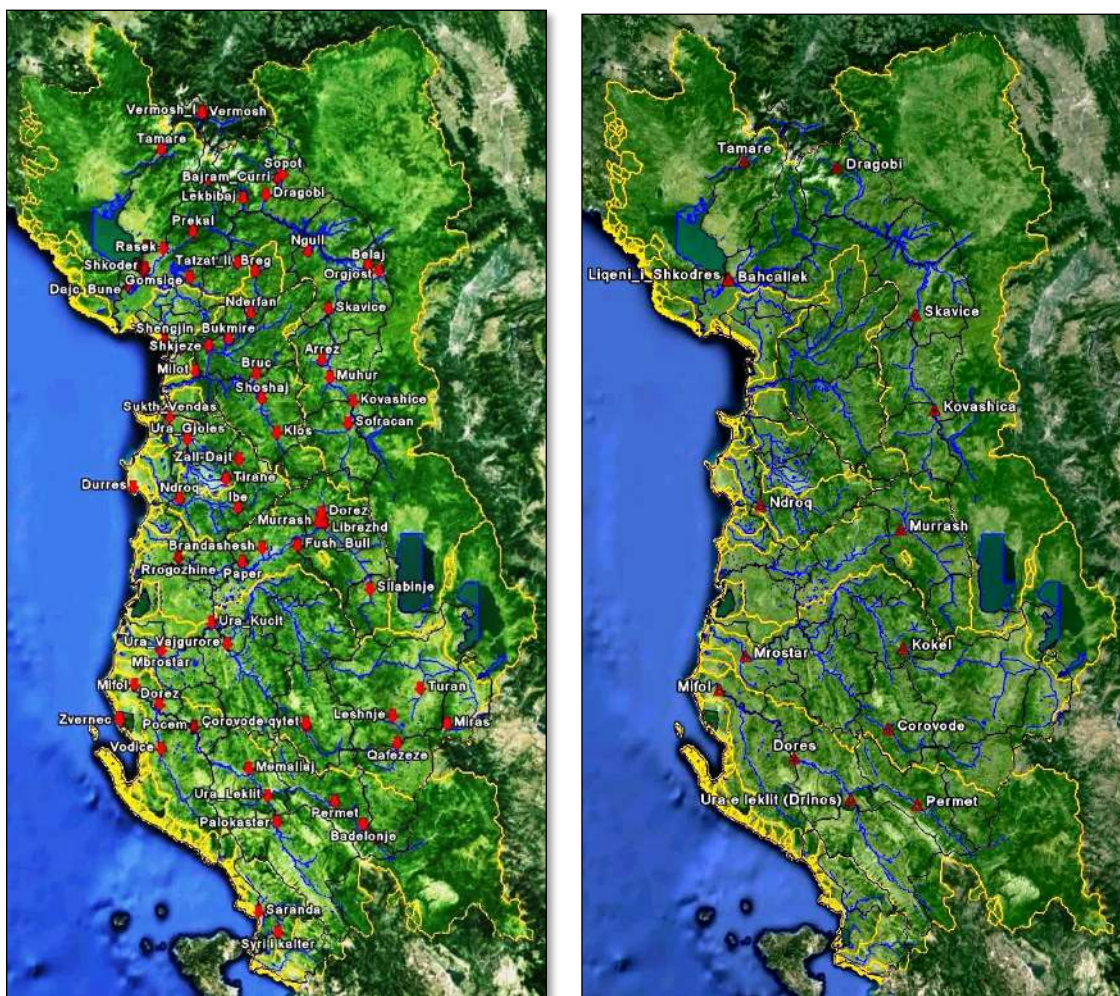 Vermosh_I Vermosh
Tamare
Sopot
Bajram_Curri
Lekbibaj
Dragobi
Prekal
Rasek
Ngull
Belaj
Shkoder
Tatzat_II Breg
Orgjost
Gomsiqe
Dajc_Bune
Nderfan
Skavice
Shengjin_Bukmire
Shkjeze
Arrez
Milot
Bruc
Muhur
Shoshaj
Kovashice
Sukth_Vendas
Sofracan
Ura_Gjoles
Klos
Zall-Dajt
Tirane
Durres
Ndroq
Ibe
Dorez
Murrash
Librezhd
Brandashesh
Fush_Bull
Rrogozhine
Paper
Silabinje
Ura_Kucit
Ura_Vajgurore
Mbrostar
Mifol
Dorez
Turan
Zvernec
Pocem
Corovode qytet
Leshnje
Miras
Vodice
Qafezeze
Memaliaj
Ura_Leklit
Permet
Palokaster
Badelonje
Saranda
Syri i kalter
Tamare
Dragobi
Liqeni_i_Shkodres
Bahcallek
Skavice
Kovashica
Ndroq
Murrash
Mrostar
Kokel
Mifol
Corovode
Dores
Ura e leklit (Drinos)
Permet